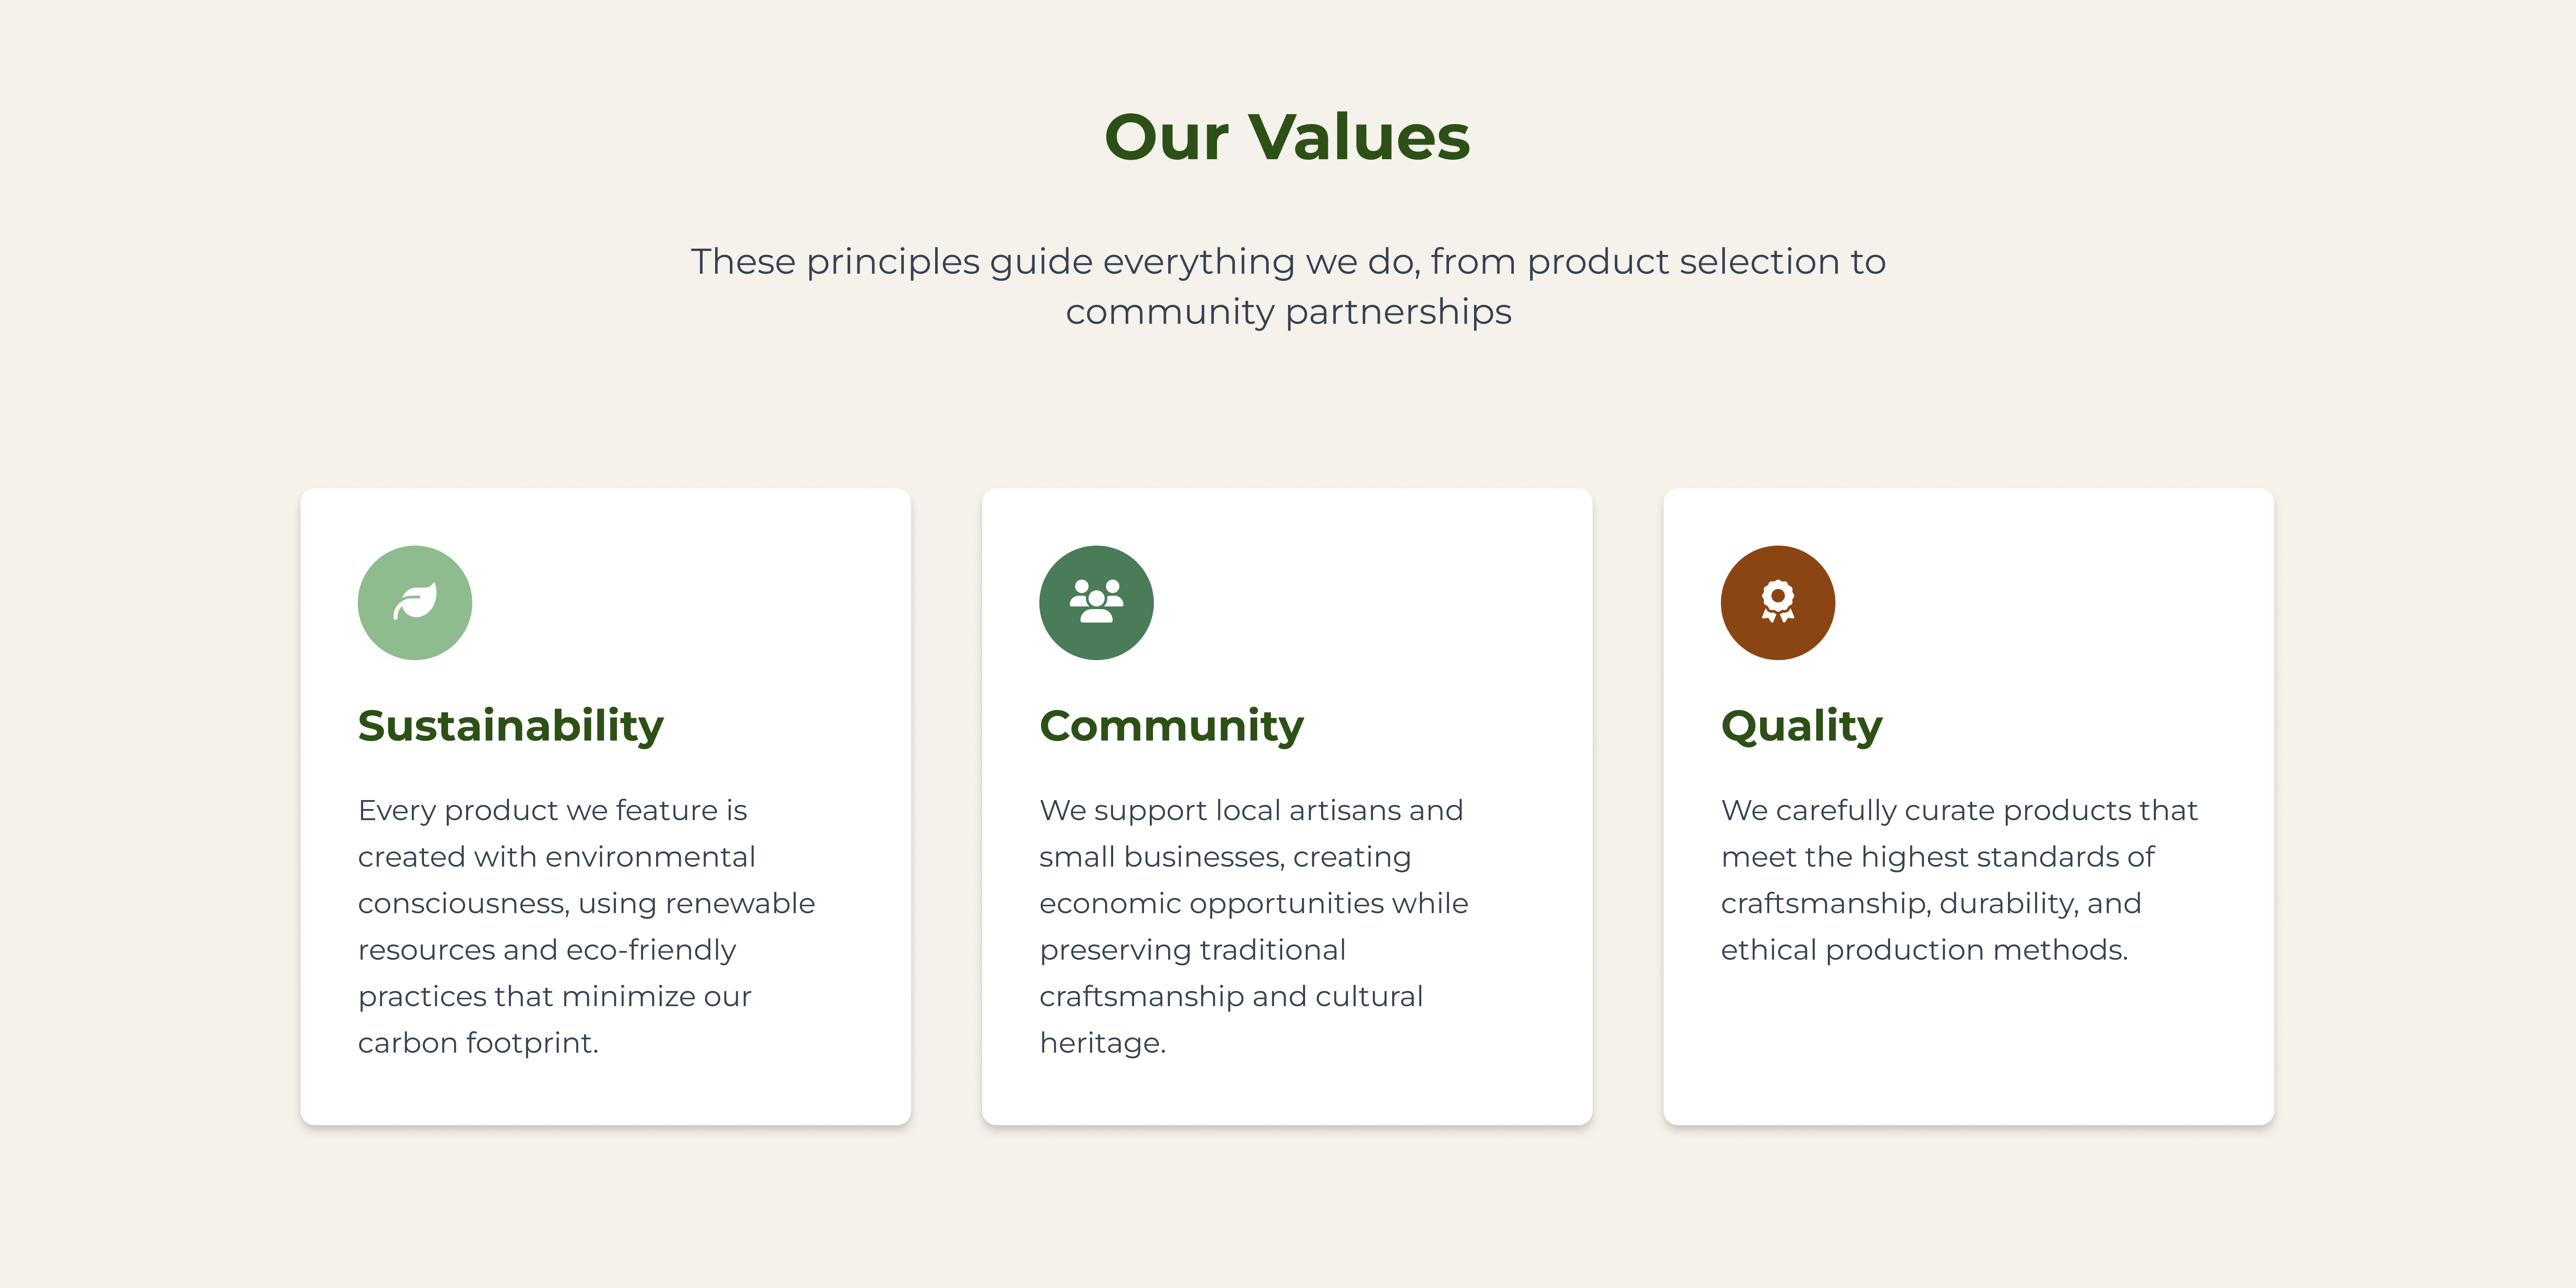 Our Values
These principles guide everything we do, from product selection to
community partnerships
Sustainability
Every product we feature is
created with environmental
consciousness, using renewable
resources and eco-friendly
practices that minimize our
carbon footprint.
Community
We support local artisans and
small businesses, creating
economic opportunities while
preserving traditional
craftsmanship and cultural
heritage.
Quality
We carefully curate products that
meet the highest standards of
craftsmanship, durability, and
ethical production methods.